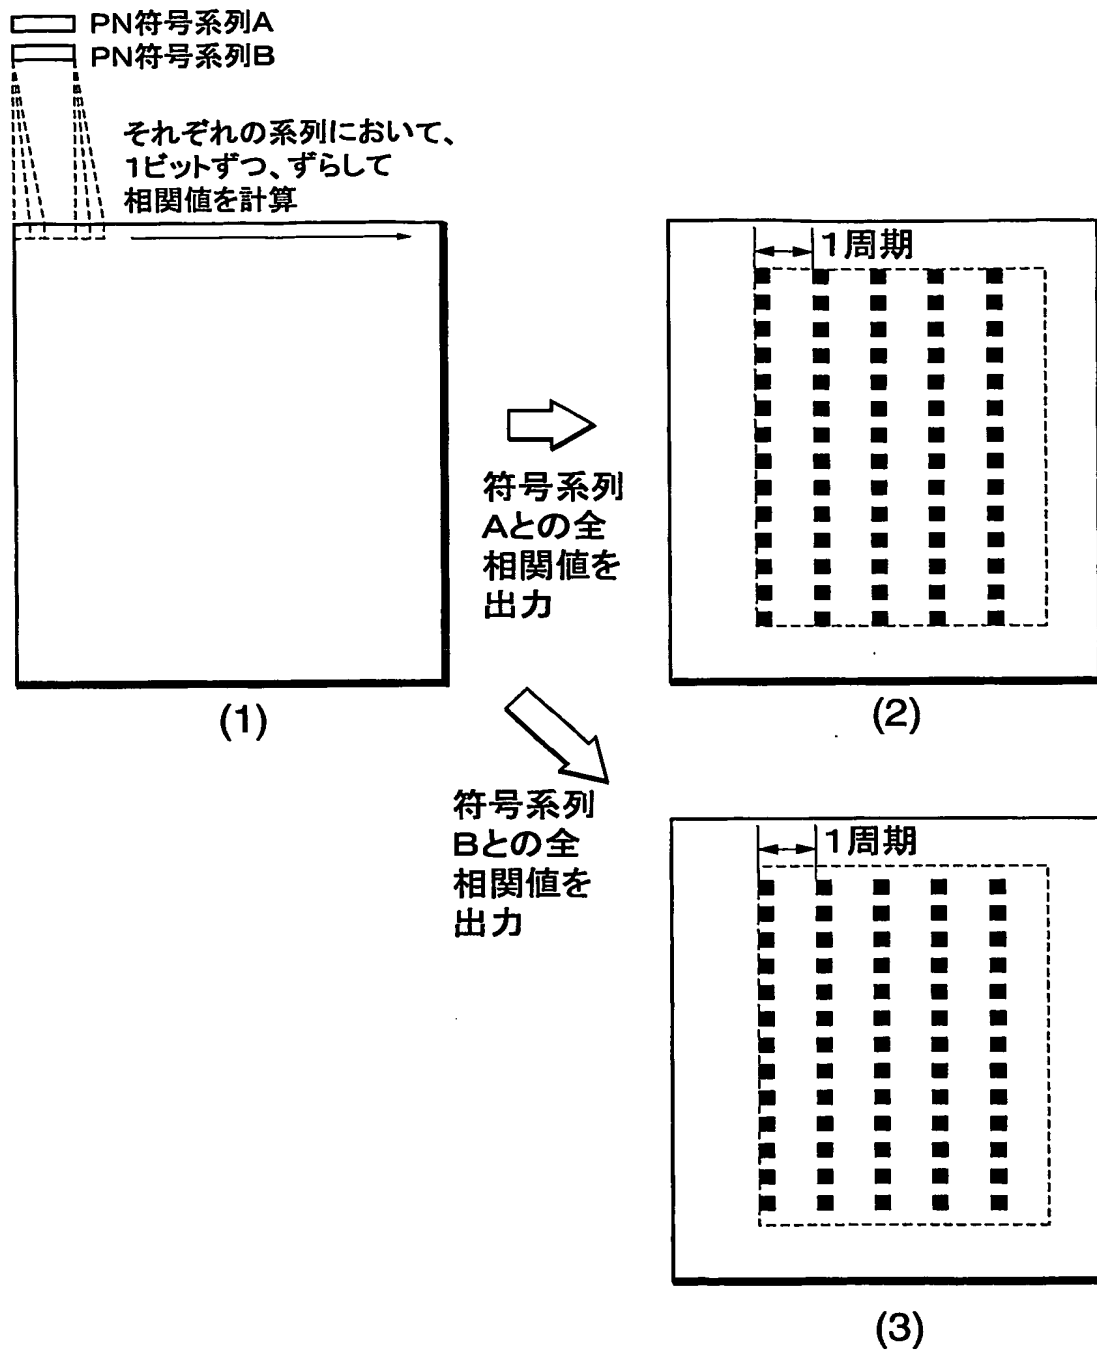 PN符号系列A
PN符号系列B
それぞれの系列において、
1ビットずつ、ずらして
相関値を計算
1周期
符号系列
Aとの全
相関値を
出力
(1)
(2)
符号系列
Bとの全
相関値を
出力
1周期
(3)